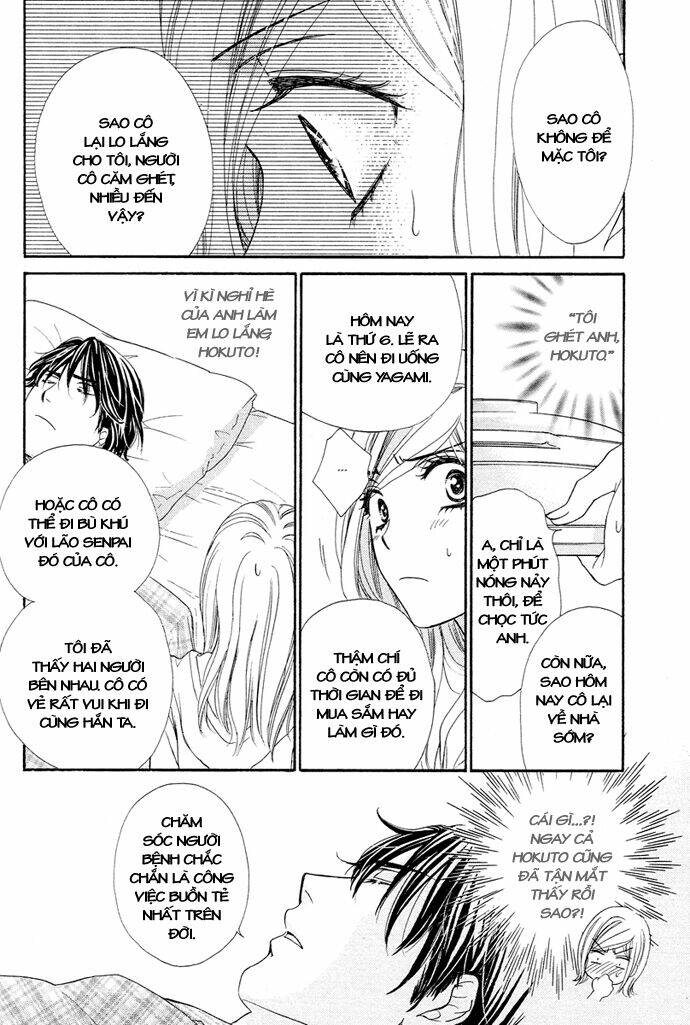 SAO CÔ
KHÔNG ĐỂ
MẶC TÔI?
SAO CÔ
LẠI LO LẮNG
CHO TÔI, NGƯỜI
CÔ CĂM GHÉT,
NHIỀU ĐẾN
VẬY?
"TÔI
GHÉT ANH,
HOKUTO."
A, CHỈ LÀ
MỘT PHÚT
NÓNG NẢY
THÔI, ĐỂ
CHỌC TỨC
ANH.
CÒN NỮA,
SAO HÔM
NAY CÔ LẠI
VỀ NHÀ
SỚM?
HÔM NAY
LÀ THỨ 6. LẼ RA
CÔ NÊN ĐI UỐNG
CÙNG YAGAMI.
...
THẬM CHÍ
CÔ CÒN CÓ ĐỦ
THỜI GIAN ĐỂ ĐI
MUA SẮM HAY
LÀM GÌ ĐÓ.
VÌ KÌ NGHỈ HÈ
CỦA ANH LÀM
EM LO LẮNG
HOKUTO!
HOẶC CÔ CÓ
THỂ ĐI BÙ KHÚ
VỚI LÃO SENPAI
ĐÓ CỦA CÔ.
TÔI ĐÃ
THẤY HAI NGƯỜI
BÊN NHAU. CÔ CÓ
VẺ RẤT VUI KHI ĐI
CÙNG HẮN TA.
CÁI GÌ...?!
NGAY CẢ
HOKUTO CŨNG
ĐÃ TẬN MẮT
THẤY RỒI
SAO?!
CHĂM
SÓC NGƯỜI
BỆNH CHẮC
CHẮN LÀ CÔNG
VIỆC BUỒN TẺ
NHẤT TRÊN
ĐỜI.